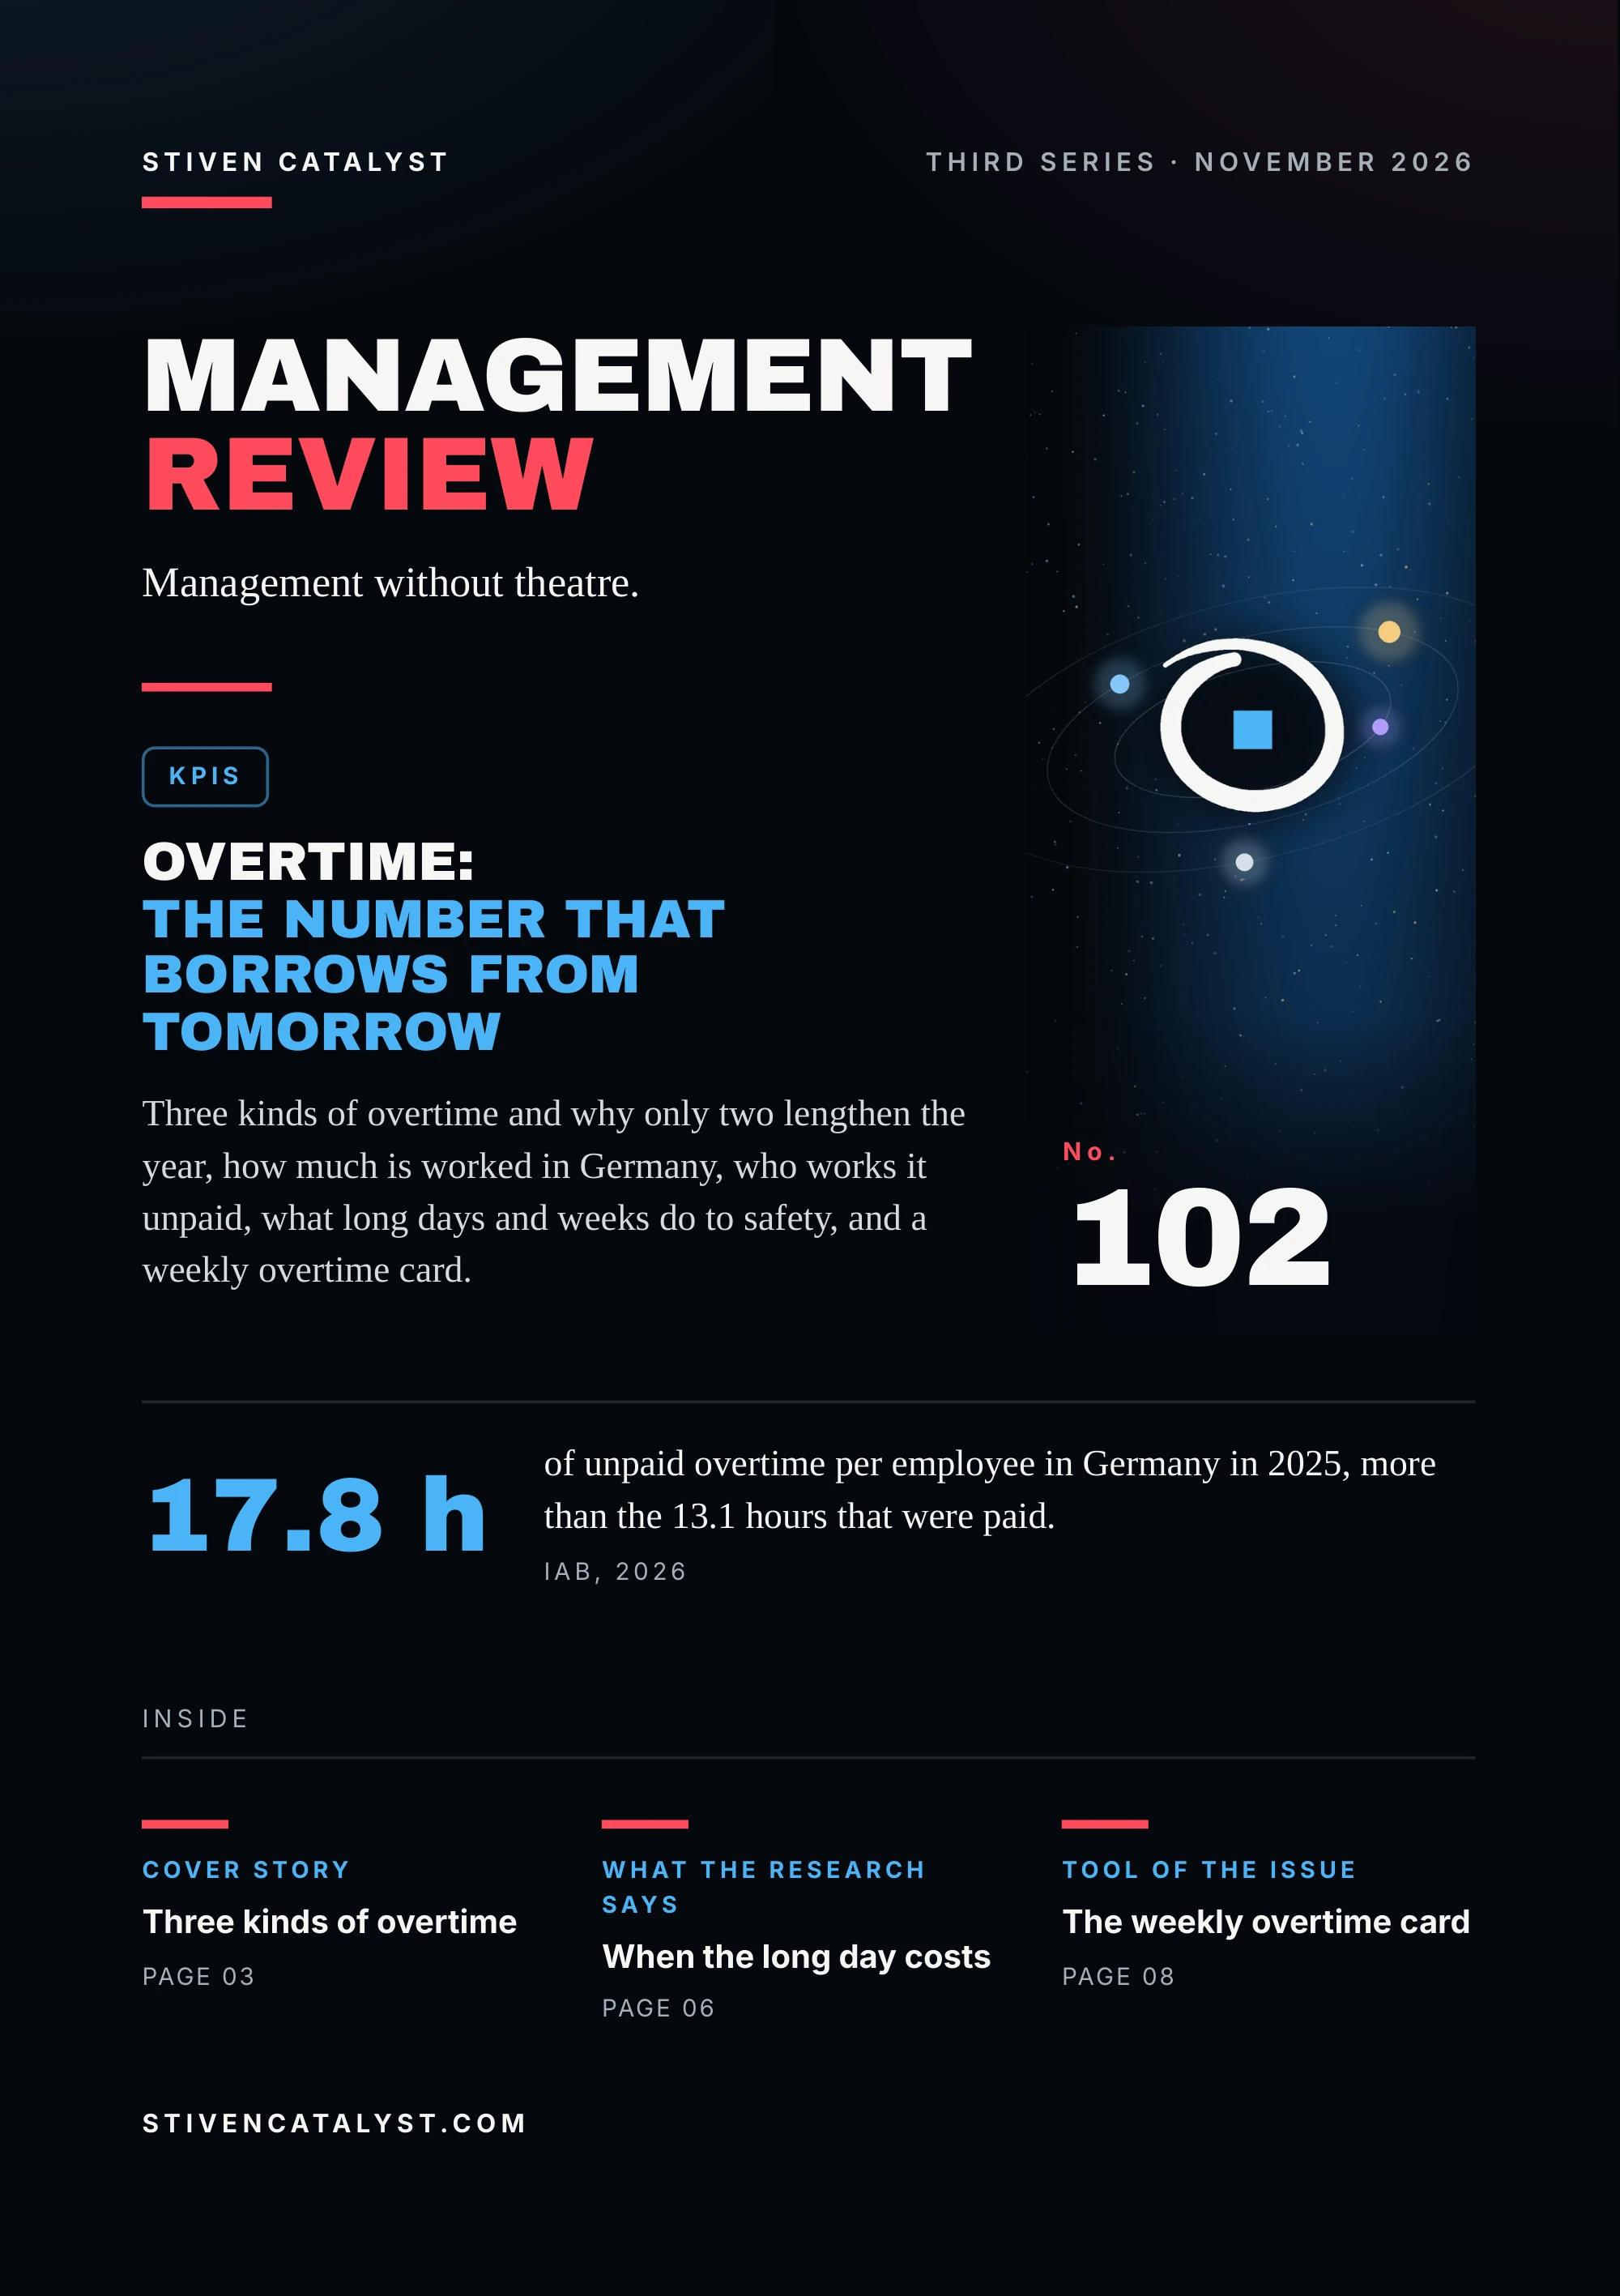 STIVEN CATALYST
THIRD SERIES · NOVEMBER 2026
MANAGEMENT
REVIEW
Management without theatre.
KPIS
OVERTIME:
THE NUMBER THAT
BORROWS FROM
TOMORROW
Three kinds of overtime and why only two lengthen the
year, how much is worked in Germany, who works it
unpaid, what long days and weeks do to safety, and a
weekly overtime card.
No.
102
17.8 h
of unpaid overtime per employee in Germany in 2025, more
than the 13.1 hours that were paid.
IAB, 2026
INSIDE
COVER STORY
Three kinds of overtime
PAGE 03
WHAT THE RESEARCH
SAYS
When the long day costs
PAGE 06
TOOL OF THE ISSUE
The weekly overtime card
PAGE 08
STIVENCATALYST.COM